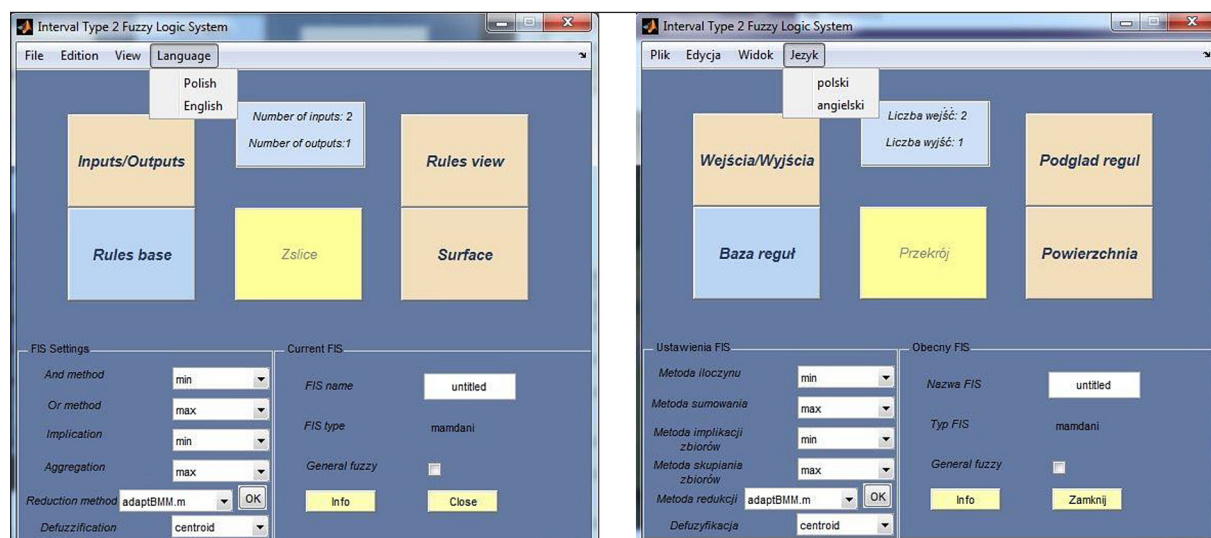 Interval Type 2 Fuzzy Logic System
File Edition View Language
Polish
English
Number of inputs: 2
Number of outputs:1
Inputs/Outputs
Rules view
Rules base
Zslice
Surface
FIS Settings
And method min
Or method max
Implication min
Aggregation max
Reduction method adaptBMM.m OK
Defuzzification centroid
Current FIS
FIS name untitled
FIS type mamdani
General fuzzy
Info Close
Interval Type 2 Fuzzy Logic System
Plik Edycja Widok Jezyk
polski
angielski
Liczba wejść: 2
Liczba wyjść: 1
Wejścia/Wyjścia
Podglad regul
Baza reguł
Przekrój
Powierzchnia
Ustawienia FIS
Metoda iloczynu min
Metoda sumowania max
Metoda implikacji
zbiorów
min
Metoda skupiania
zbiorów
max
Metoda redukcji adaptBMM.m OK
Defuzyfikacja centroid
Obecny FIS
Nazwa FIS untitled
Typ FIS mamdani
General fuzzy
Info Zamknij